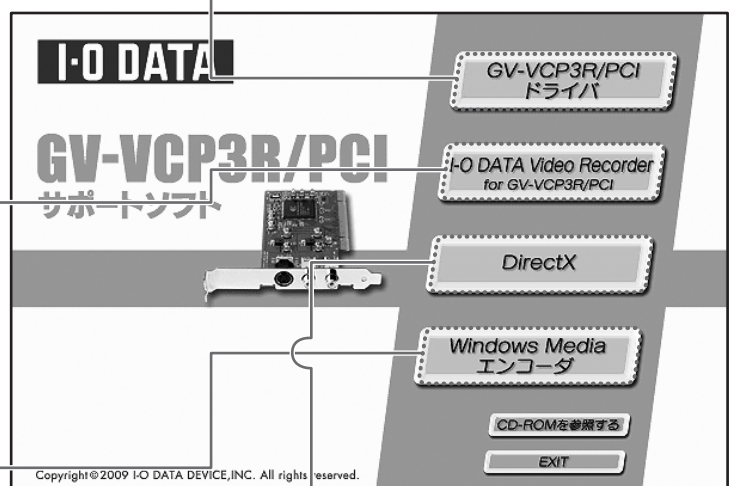 I-O DATA
GV-VCP3R/PCI
サポートソフト
GV-VCP3R/PCI
ドライバ
I-O DATA Video Recorder
for GV-VCP3R/PCI
DirectX
Windows Media
エンコーダ
CD-ROMを参照する
EXIT
Copyright©2009 I-O DATA DEVICE,INC. All rights reserved.